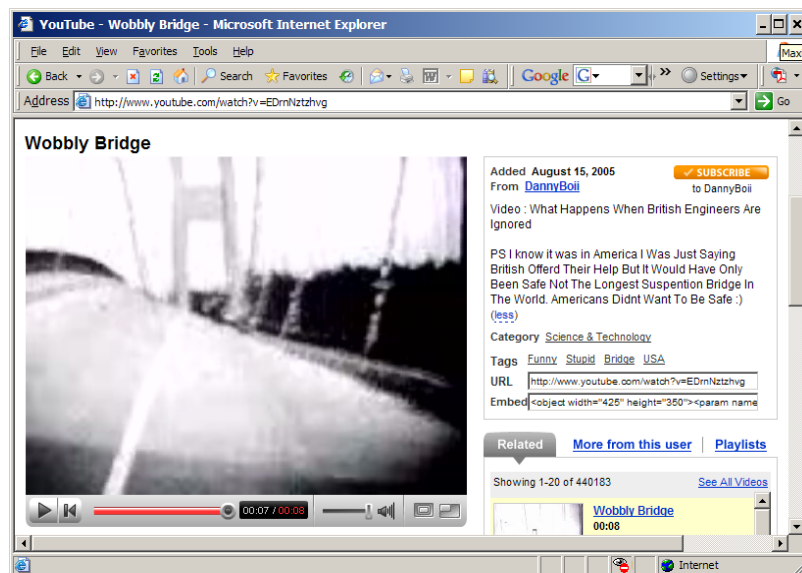 YouTube - Wobbly Bridge - Microsoft Internet Explorer
File Edit View Favorites Tools Help
Max
Back Search Favorites Google G Settings
Address http://www.youtube.com/watch?v=EDrnNztzhvg Go
Wobbly Bridge
Added August 15, 2005
SUBSCRIBE
From DannyBoii
to DannyBoii
Video : What Happens When British Engineers Are
Ignored
PS I know it was in America I Was Just Saying
British Offerd Their Help But It Would Have Only
Been Safe Not The Longest Suspention Bridge In
The World. Americans Didnt Want To Be Safe :)
(less)
Category Science & Technology
Tags Funny Stupid Bridge USA
URL http://www.youtube.com/watch?v=EDrnNztzhvg
Embed <object width="425" height="350"><param name
Related More from this user Playlists
Showing 1-20 of 440183 See All Videos
Wobbly Bridge
00:08
00:07 / 00:08
Internet